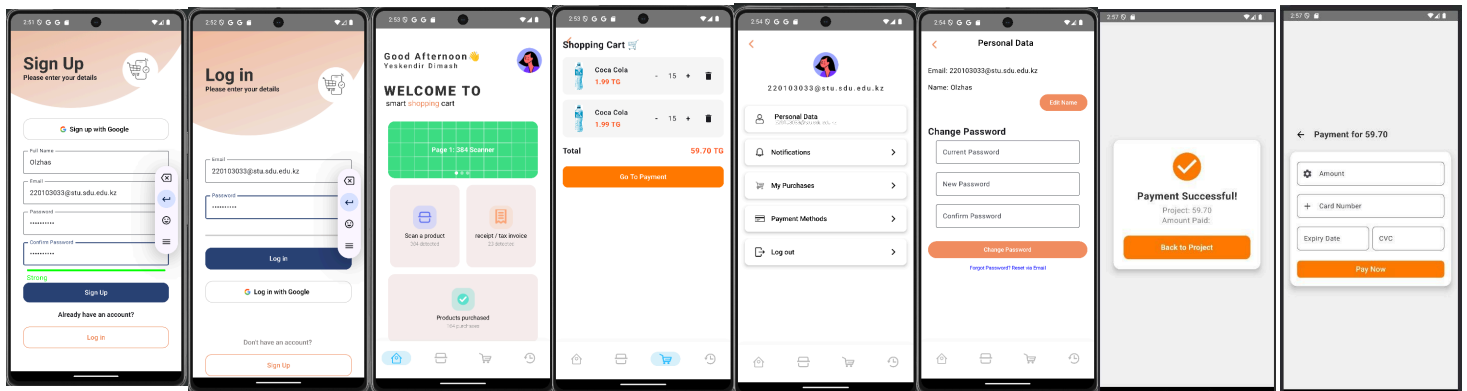 2:51
Sign Up
Please enter your details
Sign up with Google
Full Name
Olzhas
Email
220103033@stu.sdu.edu.kz
Password
Confirm Password
Strong
Sign Up
Already have an account?
Log in
2:52
Log in
Please enter your details
Email
220103033@stu.sdu.edu.kz
Password
Log in
Log in with Google
Don't have an account?
Sign Up
2:53
Good Afternoon👋
Yeskendir Dimash
WELCOME TO
smart shopping cart
Page 1: 384 Scanner
Scan a product
receipt / tax invoice
Products purchased
2:53
Shopping Cart 🛒
Coca Cola
1.99 TG
- 15 +
Coca Cola
1.99 TG
- 15 +
Total 59.70 TG
Go To Payment
2:54
220103033@stu.sdu.edu.kz
Personal Data
Notifications
My Purchases
Payment Methods
Log out
2:54
Personal Data
Email: 220103033@stu.sdu.edu.kz
Name: Olzhas
Edit Name
Change Password
Current Password
New Password
Confirm Password
Change Password
Forgot Password? Reset via Email
2:57
Payment Successful!
Project: 59.70
Amount Paid:
Back to Project
2:57
Payment for 59.70
Amount
Card Number
Expiry Date
CVC
Pay Now